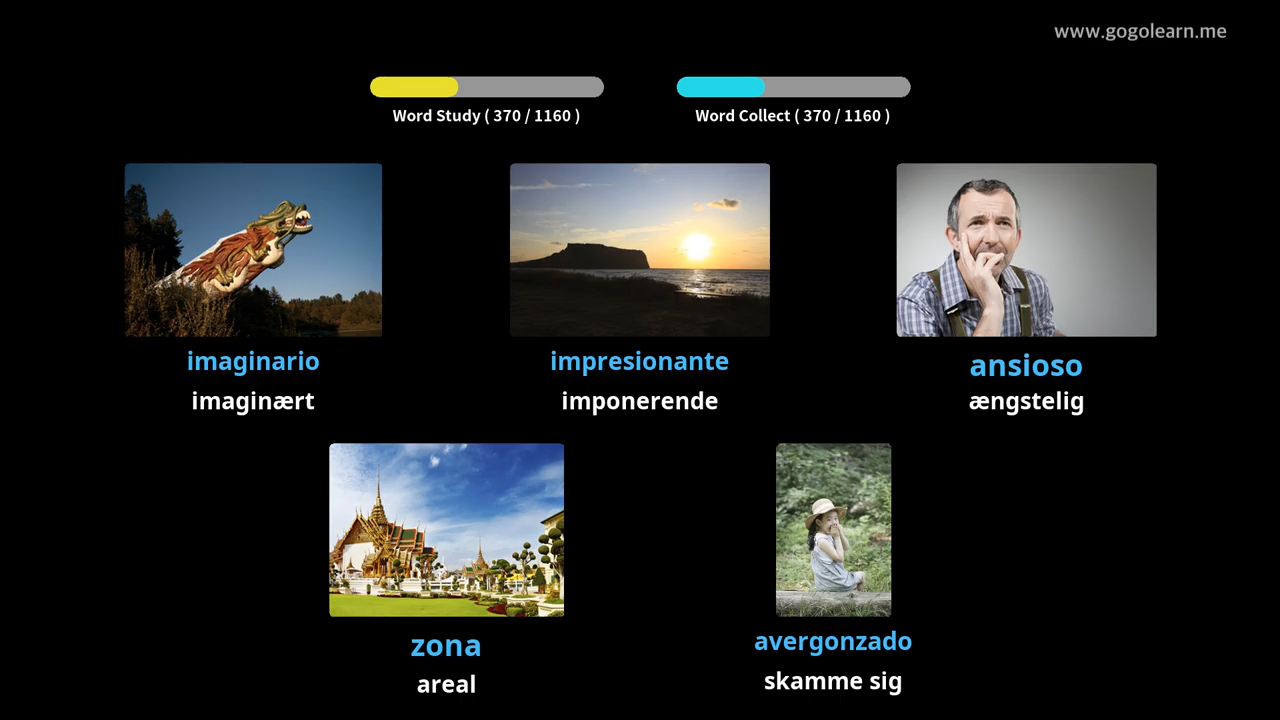 www.gogolearn.me
Word Study ( 370 / 1160 )
Word Collect ( 370 / 1160 )
imaginario
imaginært
impresionante
imponerende
ansioso
ængstelig
zona
areal
avergonzado
skamme sig